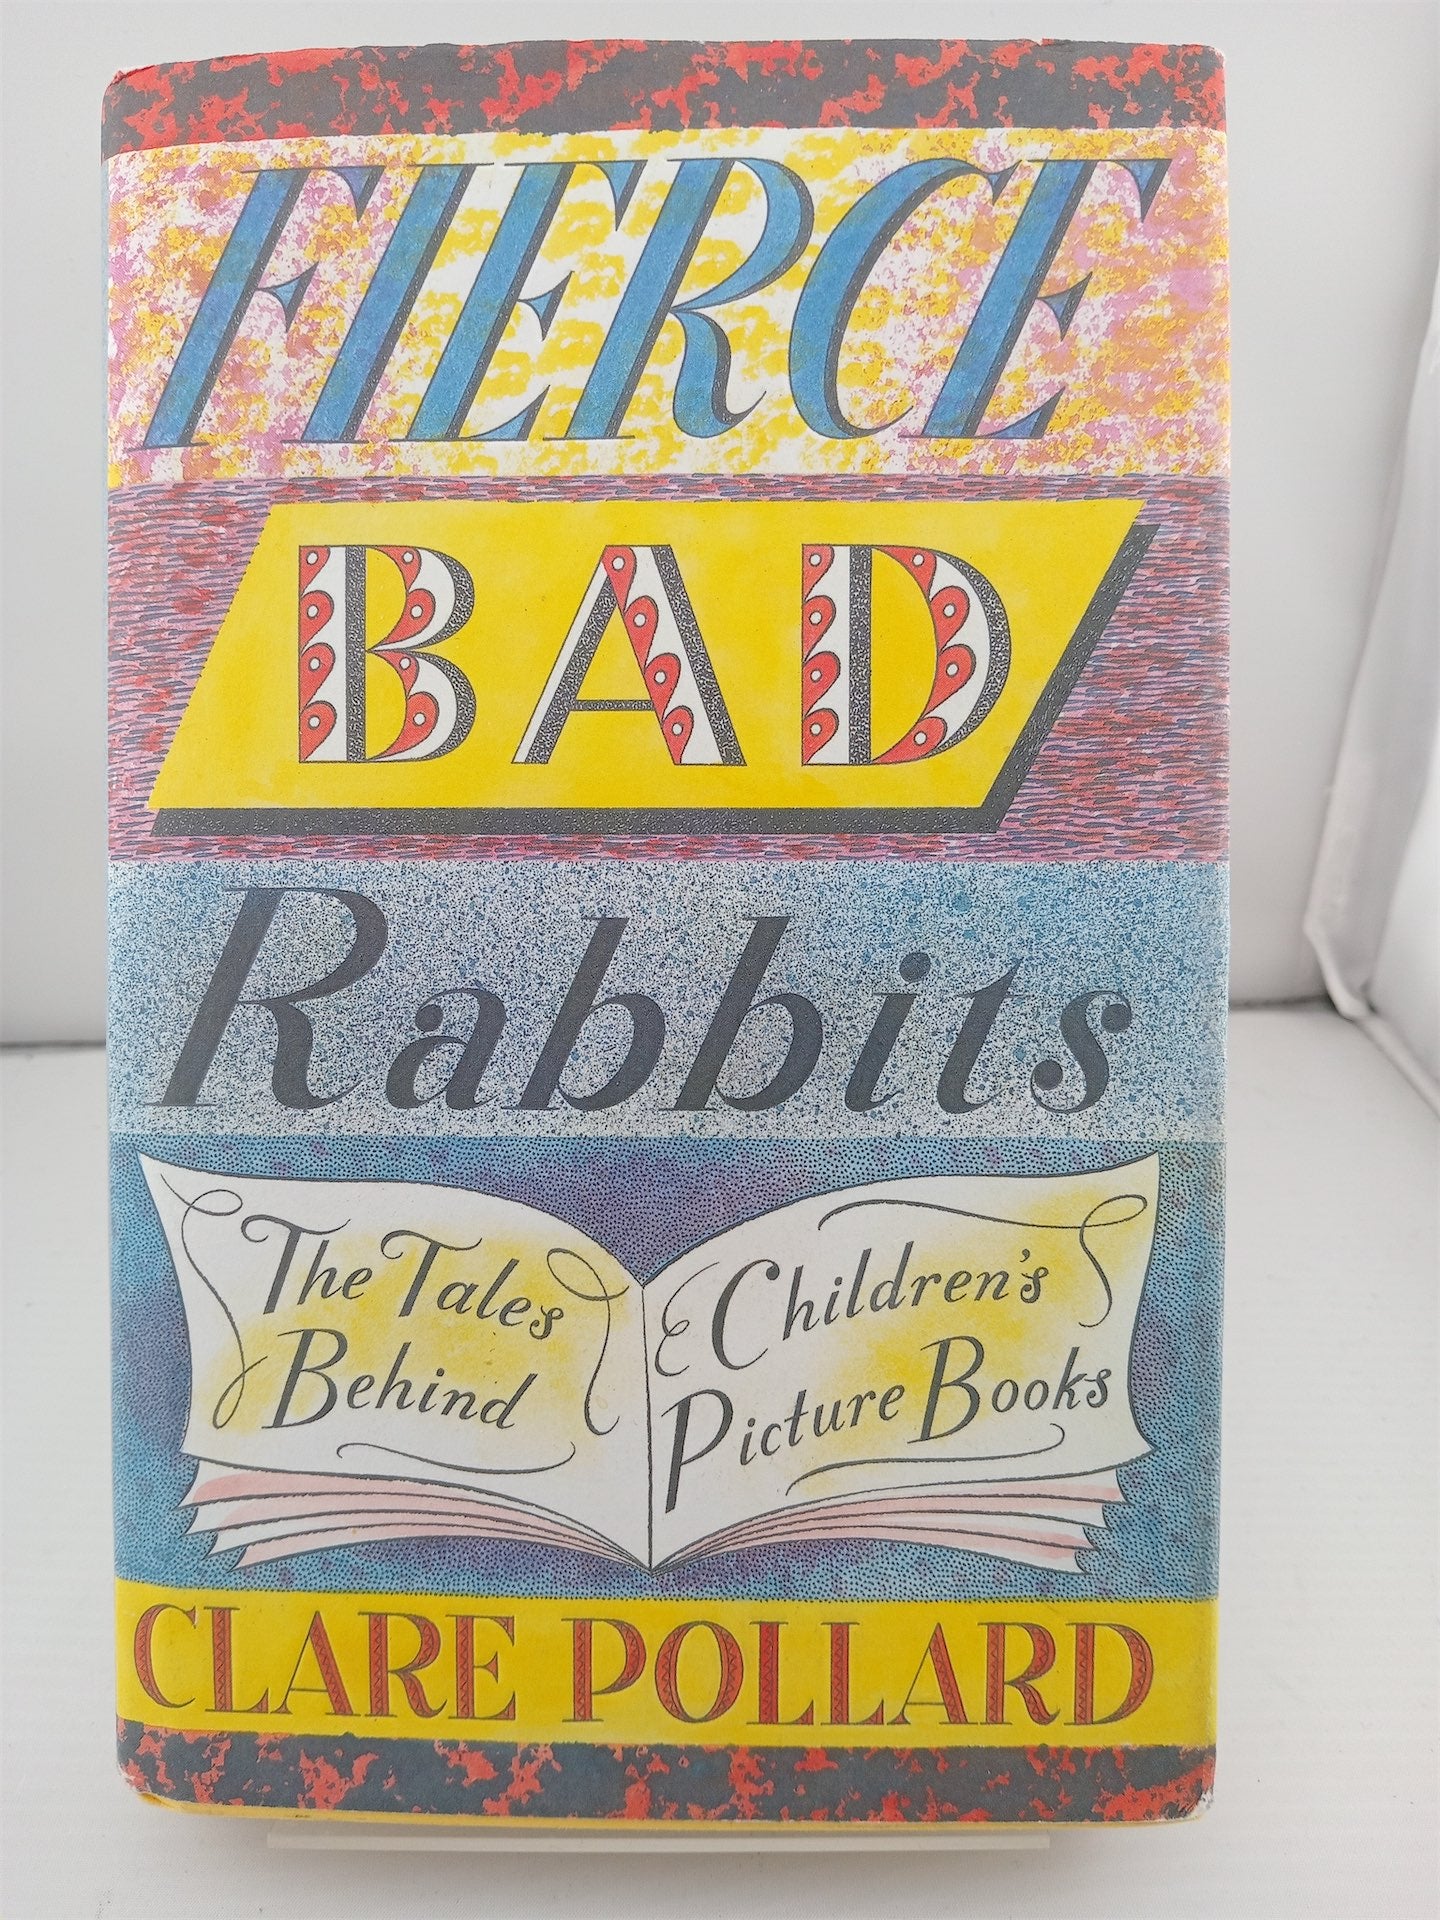 FIERCE
BAD
Rabbits
The Tales
Behind
Children's
Picture Books
CLARE POLLARD